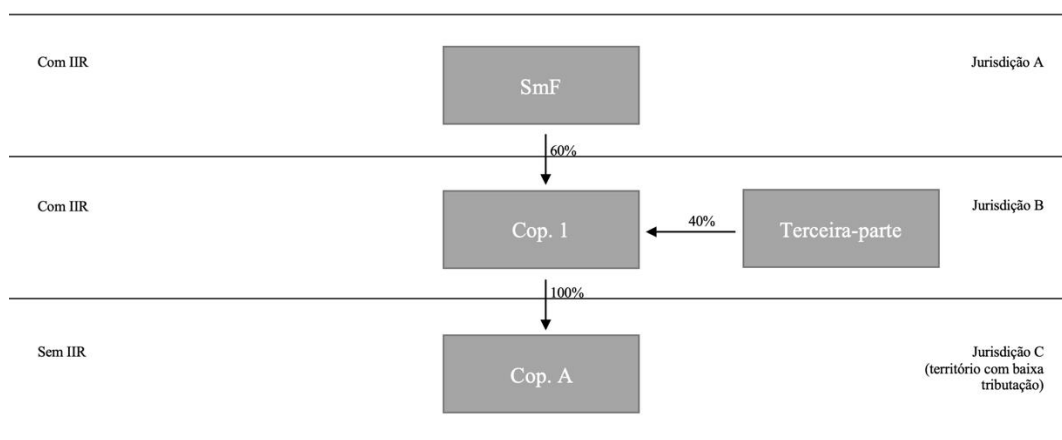 Com IIR
Jurisdição A
SmF
60%
Com IIR
Jurisdição B
Cop. 1
40%
Terceira-parte
100%
Sem IIR
Jurisdição C
(território com baixa
tributação)
Cop. A